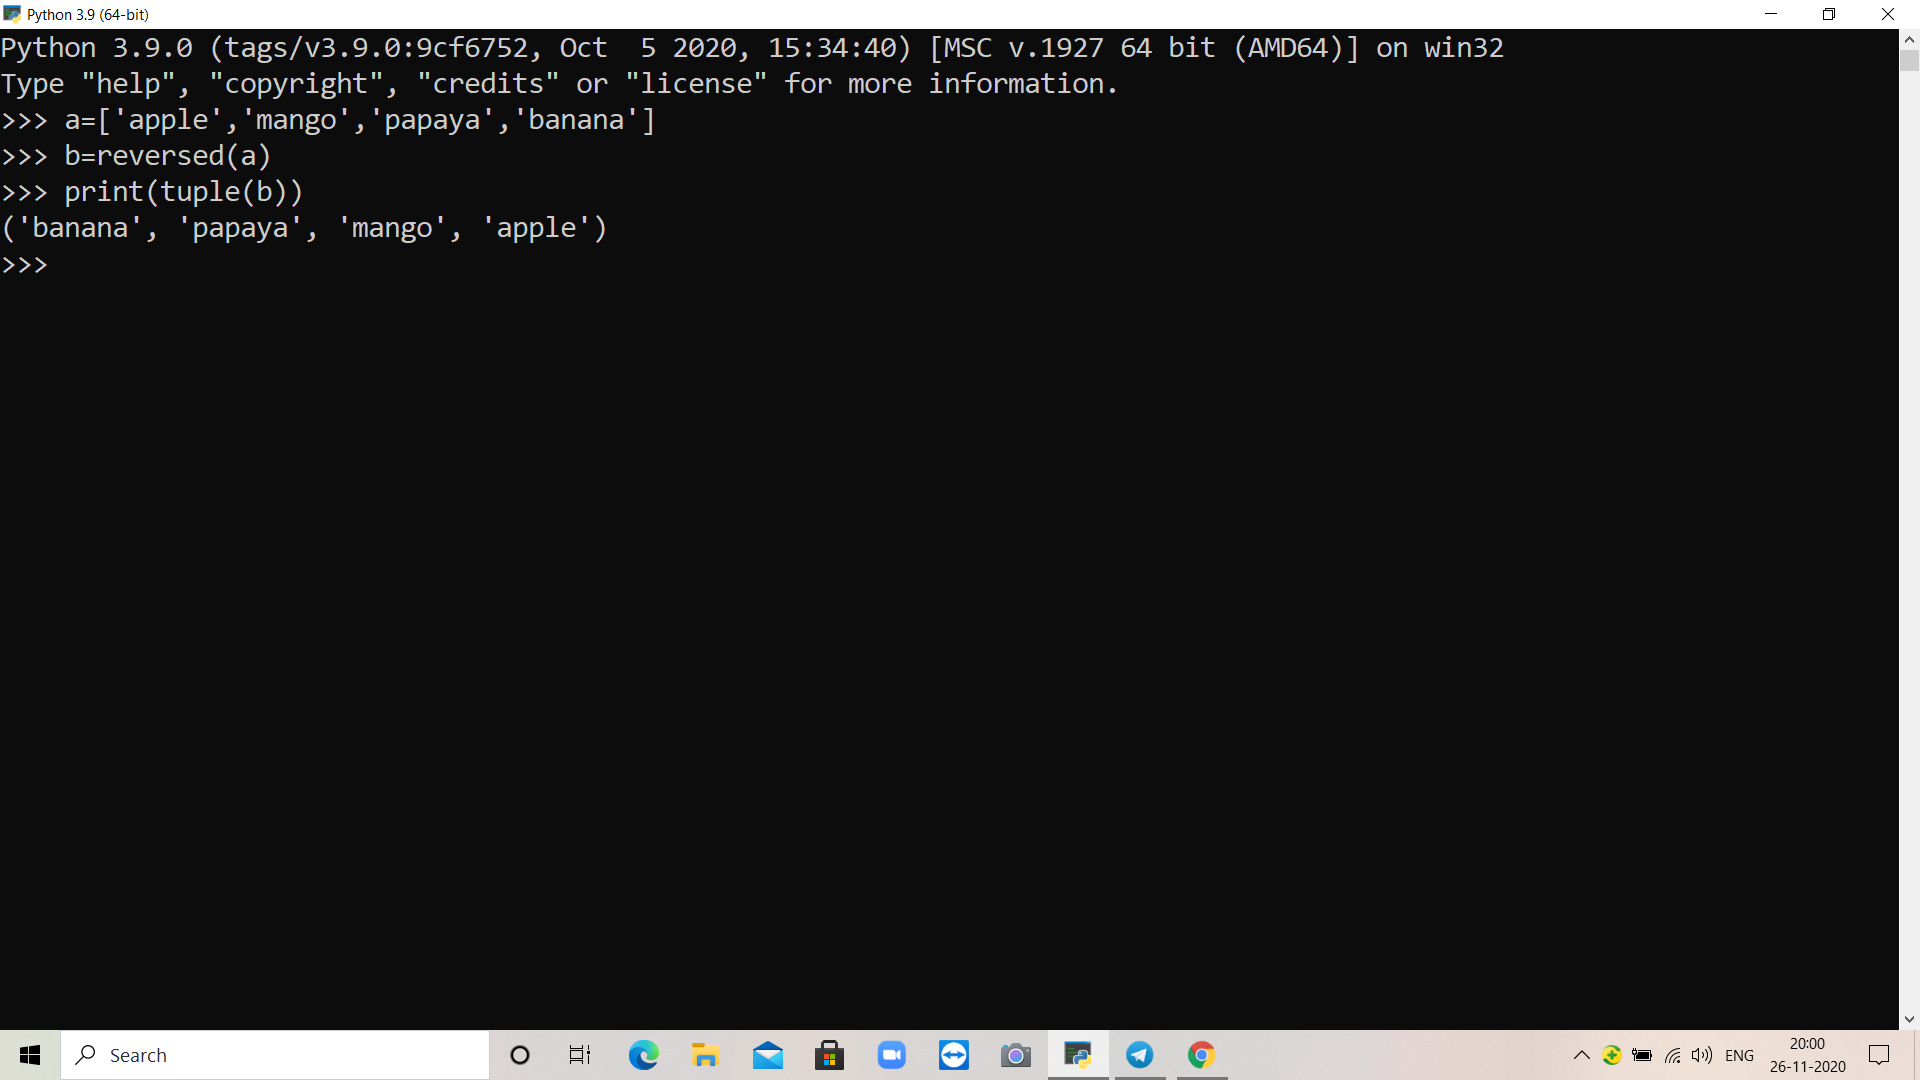 Python 3.9 (64-bit)
Python 3.9.0 (tags/v3.9.0:9cf6752, Oct  5 2020, 15:34:40) [MSC v.1927 64 bit (AMD64)] on win32
Type "help", "copyright", "credits" or "license" for more information.
>>> a=['apple','mango','papaya','banana']
>>> b=reversed(a)
>>> print(tuple(b))
('banana', 'papaya', 'mango', 'apple')
>>>
Search
ENG
20:00
26-11-2020